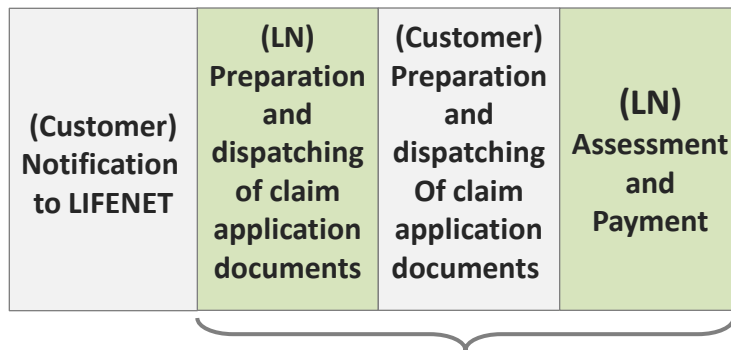 (Customer)
Notification
to LIFENET
(LN)
Preparation
and
dispatching
of claim
application
documents
(Customer)
Preparation
and
dispatching
Of claim
application
documents
(LN)
Assessment
and
Payment